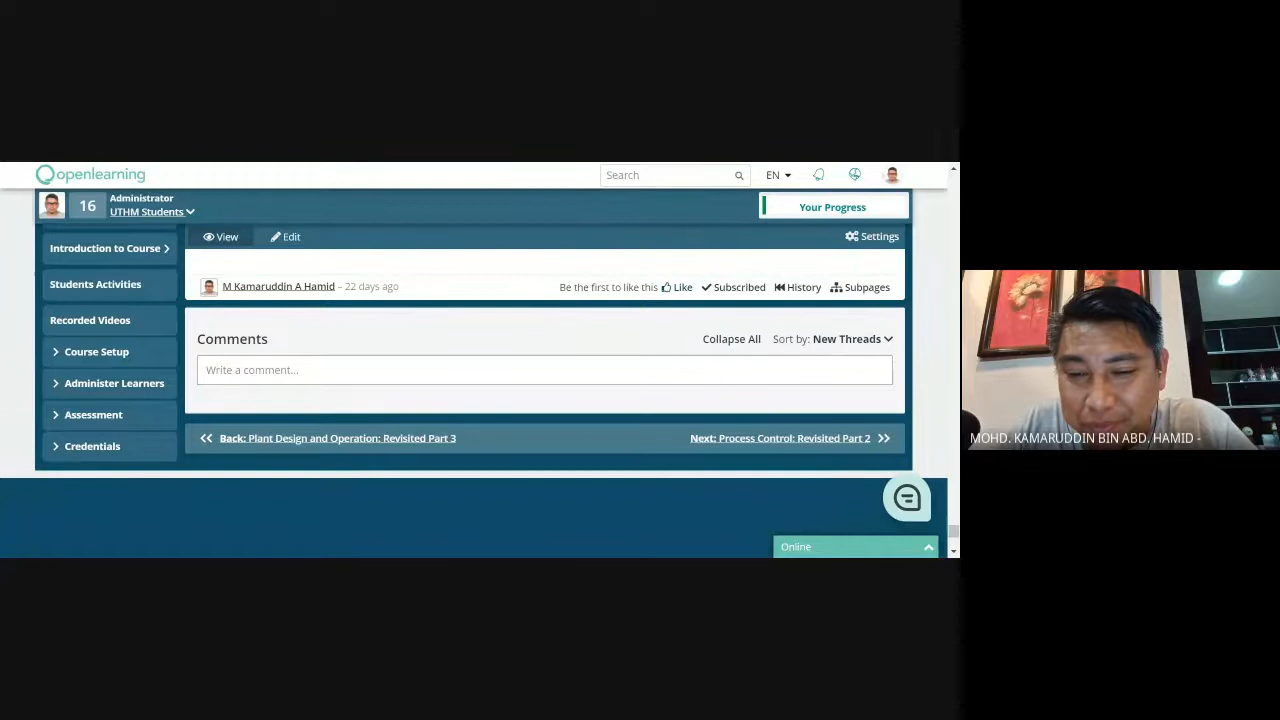 openlearning
Search
EN
16
Administrator
UTHM Students
Your Progress
Introduction to Course
View
Edit
Settings
Students Activities
M Kamaruddin A Hamid – 22 days ago
Be the first to like this Like Subscribed History Subpages
Recorded Videos
Comments
Collapse All Sort by: New Threads
Course Setup
Write a comment...
Administer Learners
Assessment
Back: Plant Design and Operation: Revisited Part 3
Next: Process Control: Revisited Part 2
Credentials
MOHD. KAMARUDDIN BIN ABD. HAMID -
Online